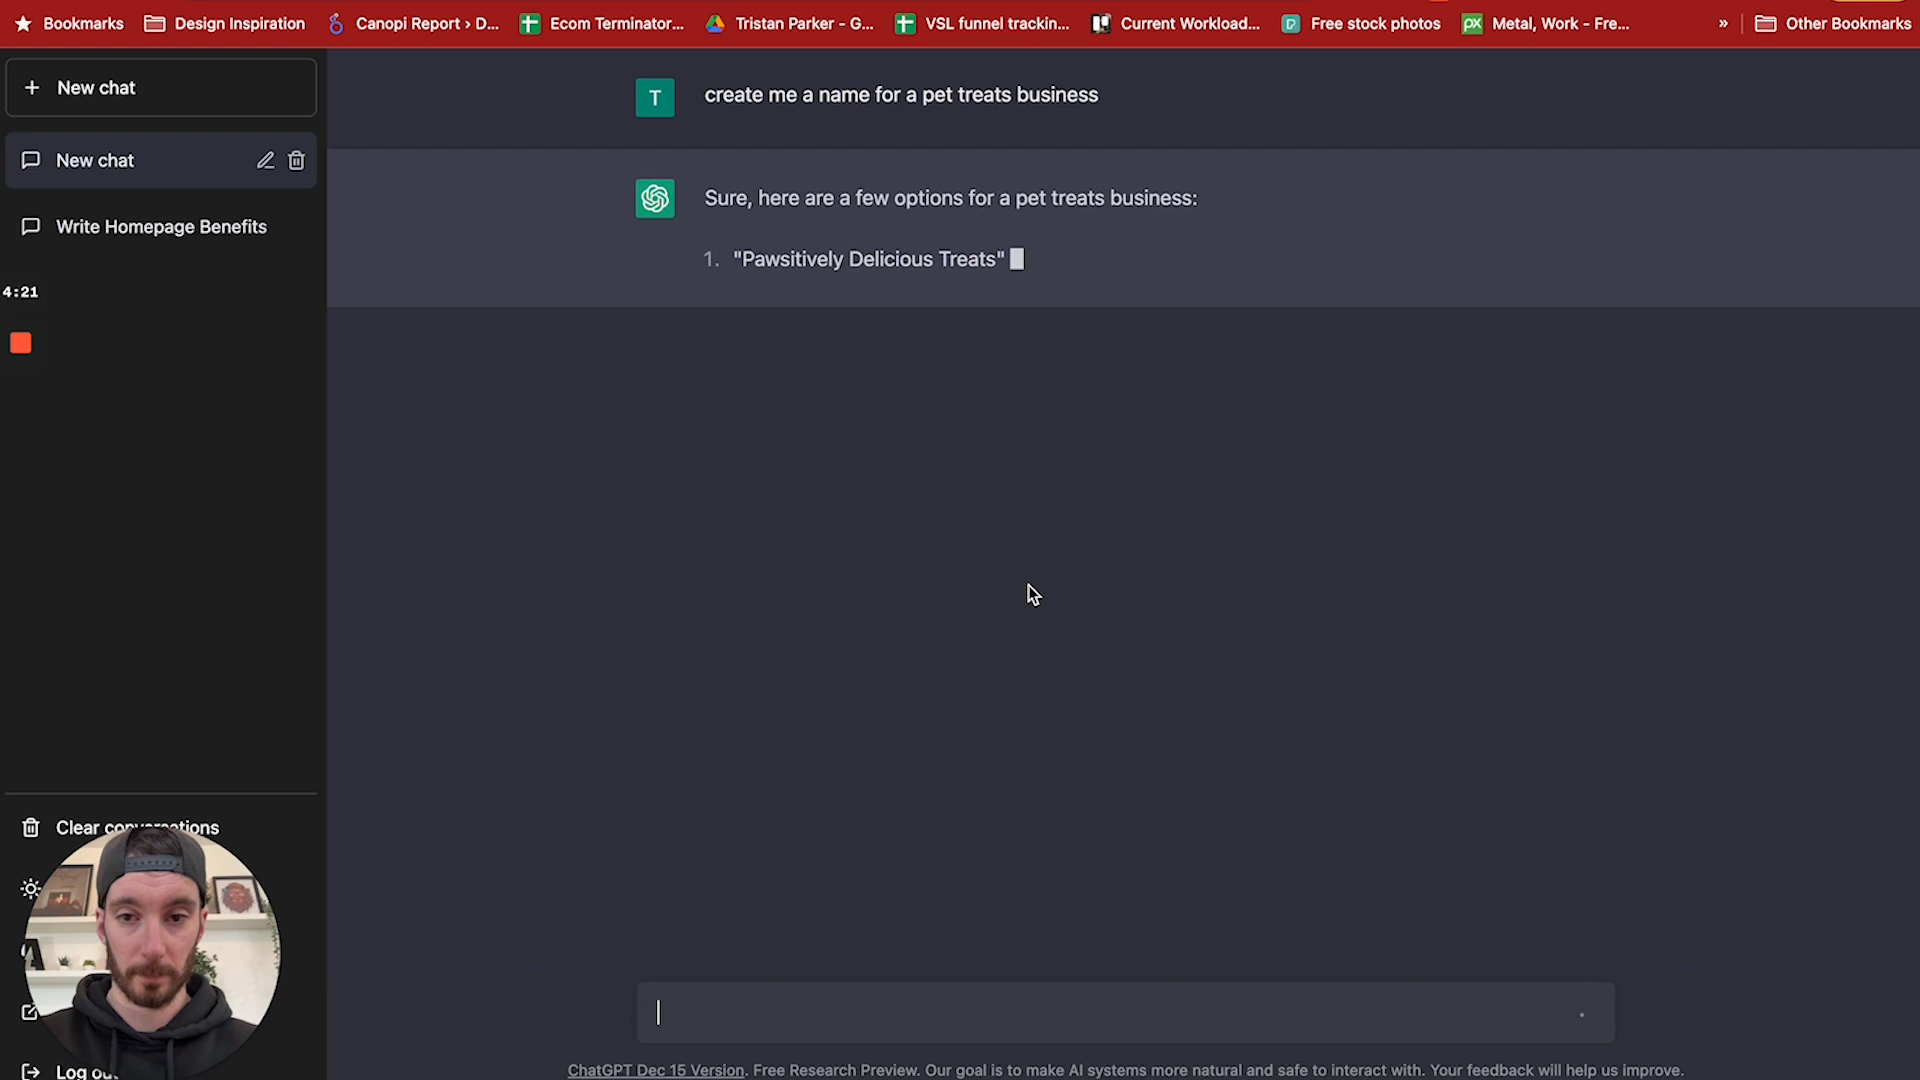 Bookmarks
Design Inspiration
Canopi Report › D...
Ecom Terminator...
Tristan Parker - G...
VSL funnel trackin...
Current Workload...
Free stock photos
Metal, Work - Fre...
»
Other Bookmarks
+ New chat
New chat
Write Homepage Benefits
4:21
T
create me a name for a pet treats business
Sure, here are a few options for a pet treats business:
1. "Pawsitively Delicious Treats"
Clear conversations
Log out
ChatGPT Dec 15 Version. Free Research Preview. Our goal is to make AI systems more natural and safe to interact with. Your feedback will help us improve.